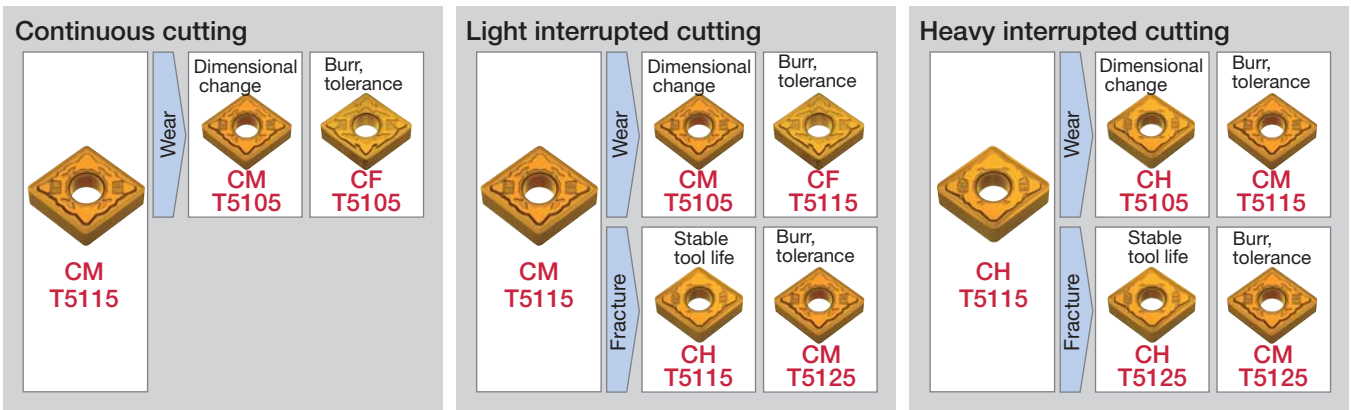 Continuous cutting
CM
T5115
Wear
Dimensional
change
CM
T5105
Burr,
tolerance
CF
T5105
Light interrupted cutting
CM
T5115
Wear
Dimensional
change
CM
T5105
Burr,
tolerance
CF
T5115
Fracture
Stable
tool life
CH
T5115
Burr,
tolerance
CM
T5125
Heavy interrupted cutting
CH
T5115
Wear
Dimensional
change
CH
T5105
Burr,
tolerance
CM
T5115
Fracture
Stable
tool life
CH
T5125
Burr,
tolerance
CM
T5125